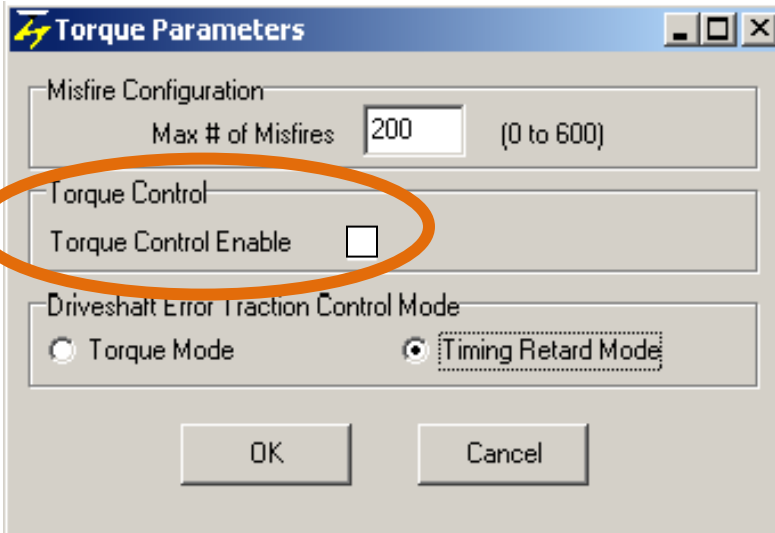 Torque Parameters
Misfire Configuration
Max # of Misfires 200 (0 to 600)
Torque Control
Torque Control Enable
Driveshaft Error Traction Control Mode
Torque Mode Timing Retard Mode
OK Cancel